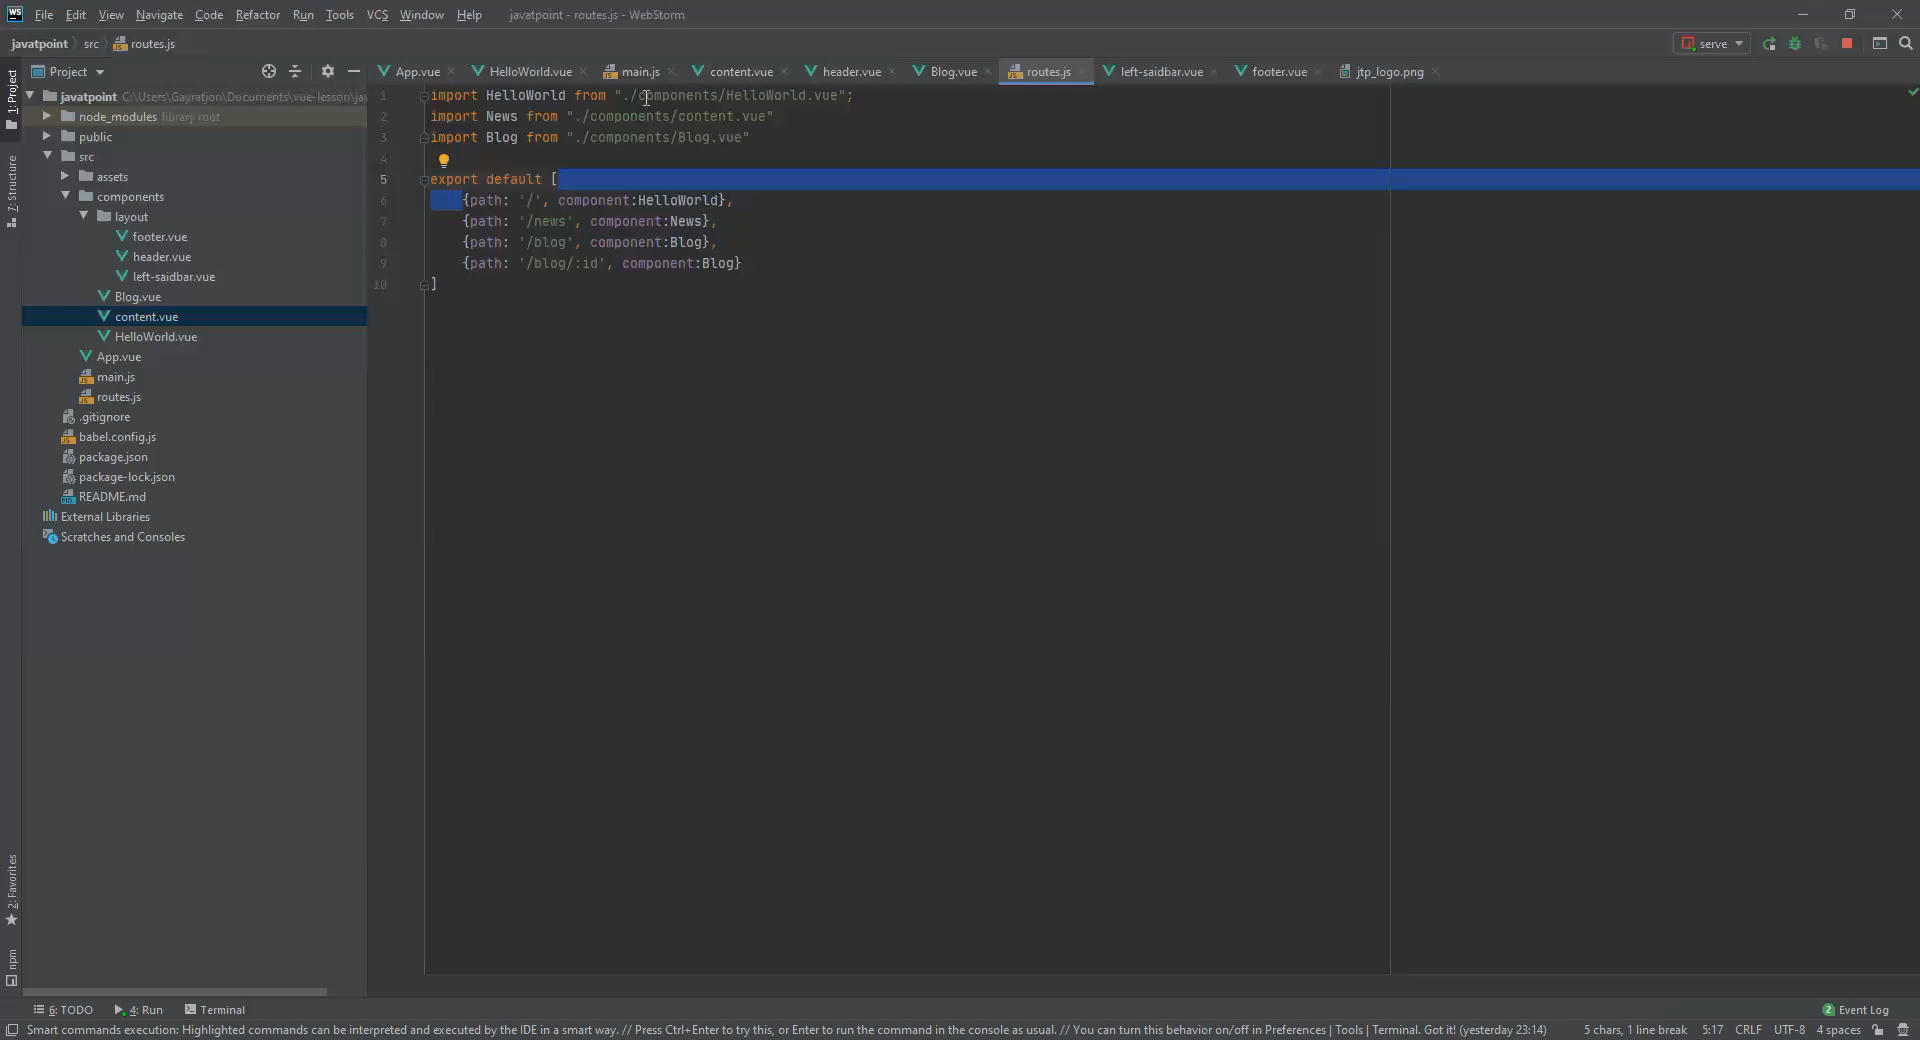 File Edit View Navigate Code Refactor Run Tools VCS Window Help javatpoint - routes.js - WebStorm
javatpoint src routes.js serve
Project App.vue HelloWorld.vue main.js content.vue header.vue Blog.vue routes.js left-saidbar.vue footer.vue jtp_logo.png
1: Project
7: Structure
2: Favorites
npm
javatpoint C:\Users\Gayratjon\Documents\vue-lesson\jav
node_modules library root
public
src
assets
components
layout
footer.vue
header.vue
left-saidbar.vue
Blog.vue
content.vue
HelloWorld.vue
App.vue
main.js
routes.js
.gitignore
babel.config.js
package.json
package-lock.json
README.md
External Libraries
Scratches and Consoles
1 import HelloWorld from "./components/HelloWorld.vue";
2 import News from "./components/content.vue"
3 import Blog from "./components/Blog.vue"
4
5 export default [
6 {path: '/', component:HelloWorld},
7 {path: '/news', component:News},
8 {path: '/blog', component:Blog},
9 {path: '/blog/:id', component:Blog}
10 ]
6: TODO 4: Run Terminal 2 Event Log
Smart commands execution: Highlighted commands can be interpreted and executed by the IDE in a smart way. // Press Ctrl+Enter to try this, or Enter to run the command in the console as usual. // You can turn this behavior on/off in Preferences | Tools | Terminal. Got it! (yesterday 23:14) 5 chars, 1 line break 5:17 CRLF UTF-8 4 spaces